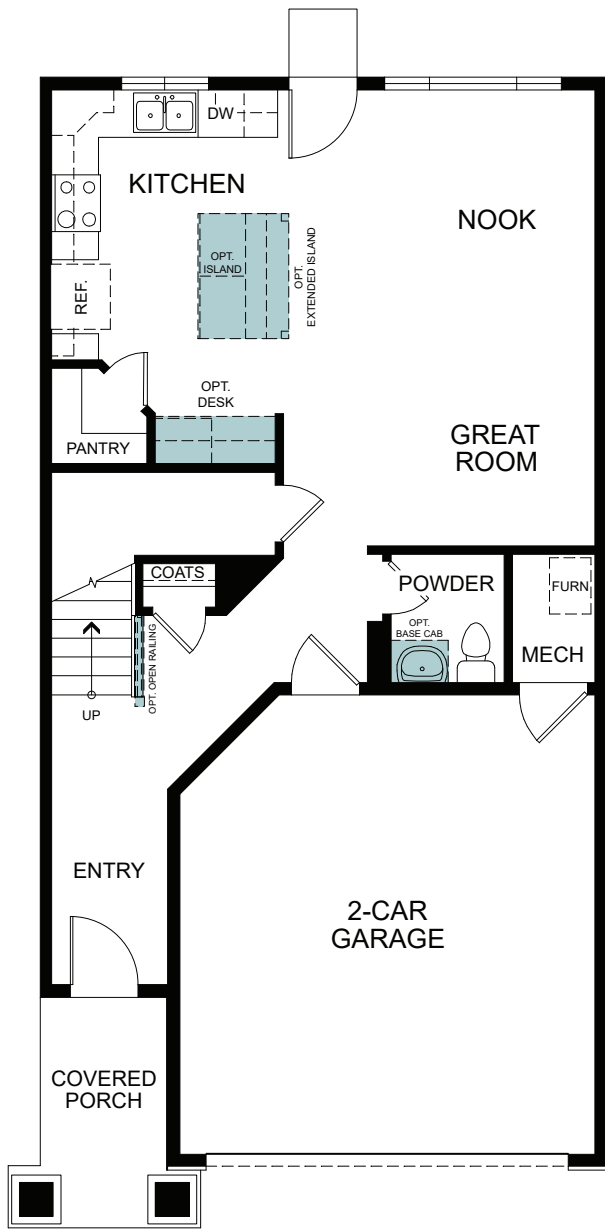 DW
KITCHEN
NOOK
OPT.
ISLAND
OPT.
EXTENDED ISLAND
REF.
OPT.
DESK
PANTRY
GREAT
ROOM
COATS
POWDER
FURN
OPT.
BASE CAB
MECH
OPT. OPEN RAILING
UP
ENTRY
2-CAR
GARAGE
COVERED
PORCH